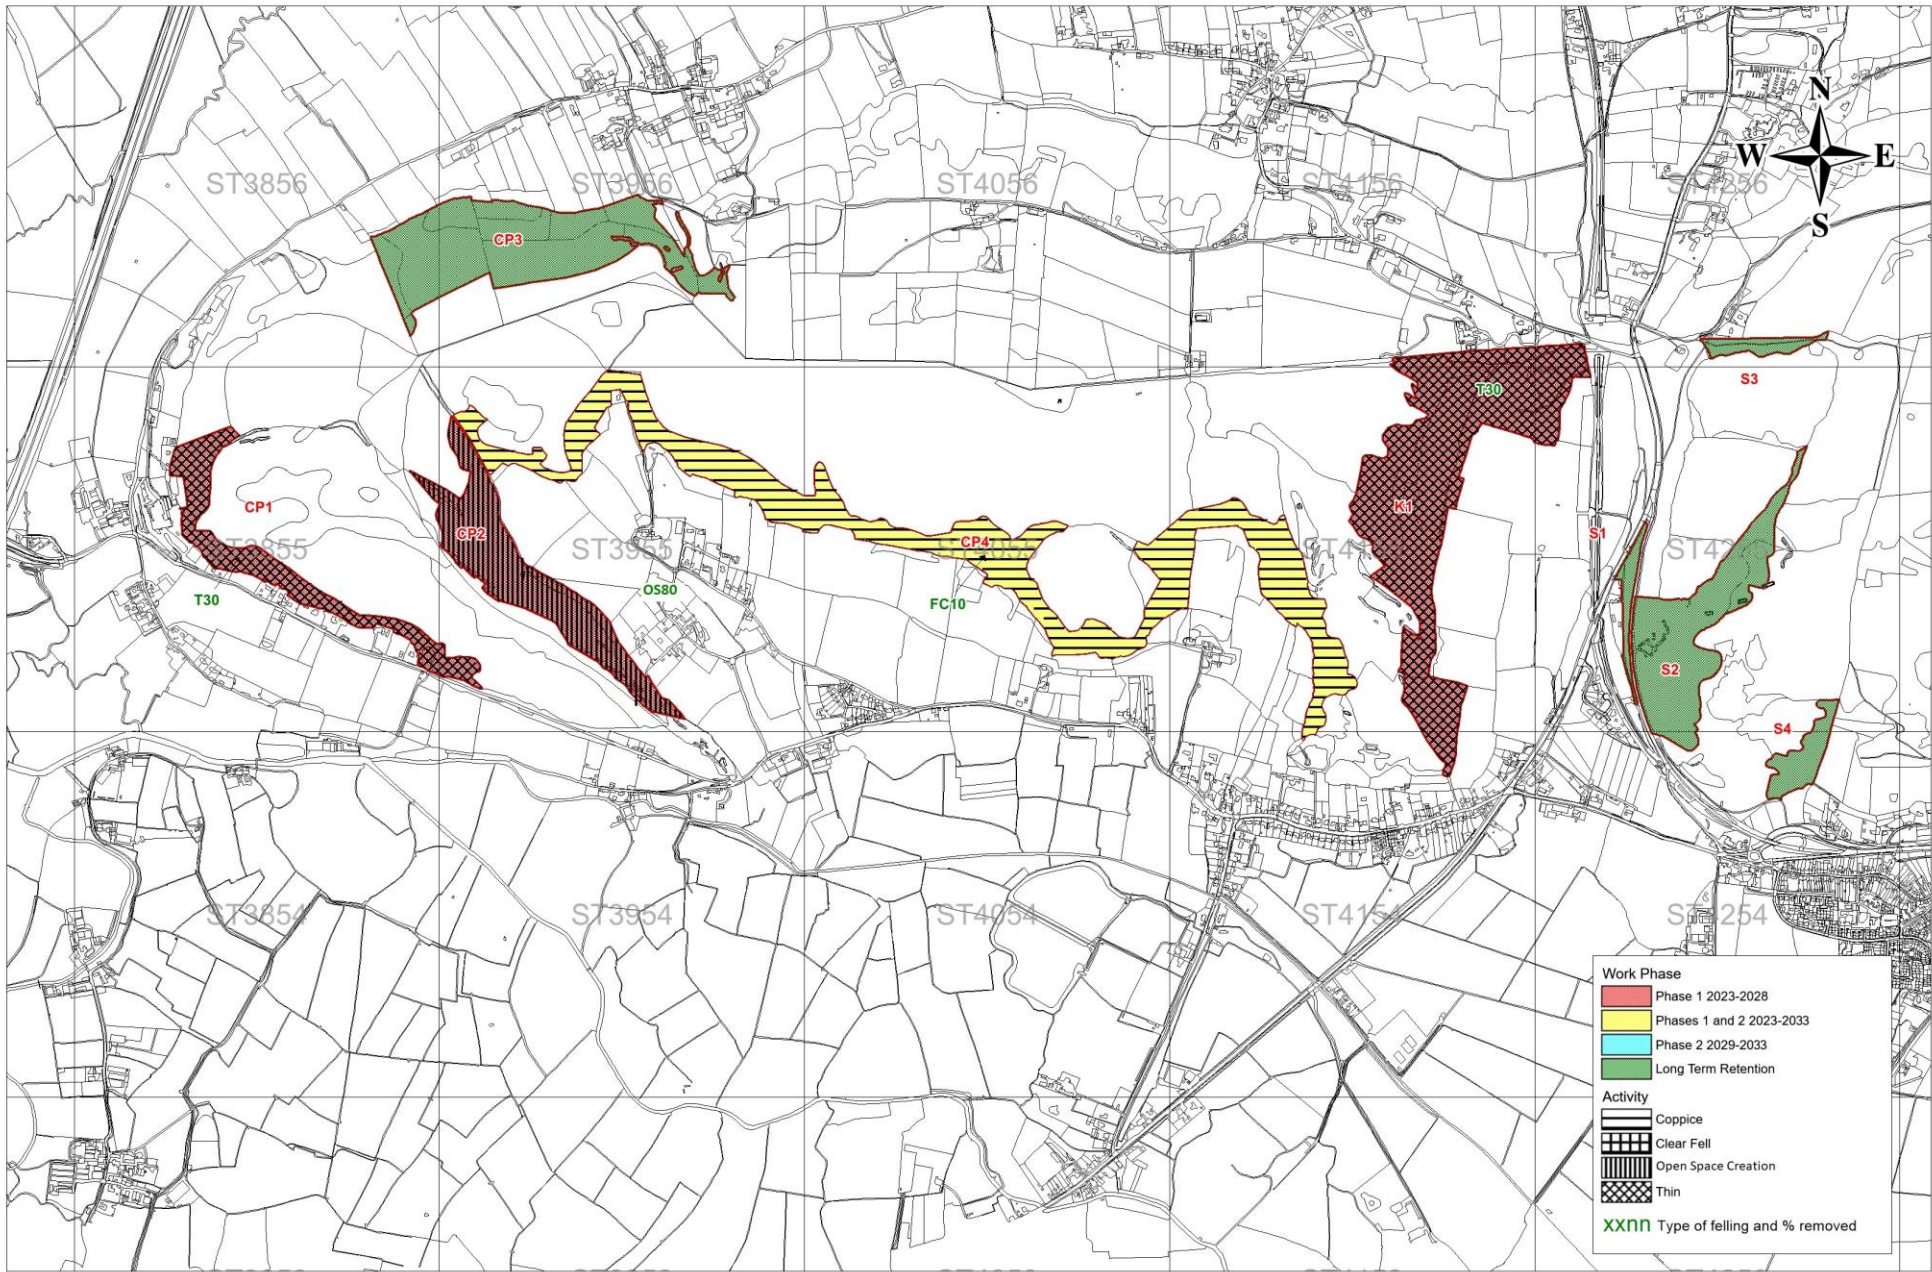 N
W E
S
ST3856
ST3956
ST4056
ST4156
ST4256
CP3
S3
T30
CP1
CP2
CP4
K1
S1
ST3855
ST3955
ST4055
T30
OS80
FC10
S2
S4
ST3854
ST3954
ST4054
ST4154
ST4254
Work Phase
Phase 1 2023-2028
Phases 1 and 2 2023-2033
Phase 2 2029-2033
Long Term Retention
Activity
Coppice
Clear Fell
Open Space Creation
Thin
xxnn Type of felling and % removed